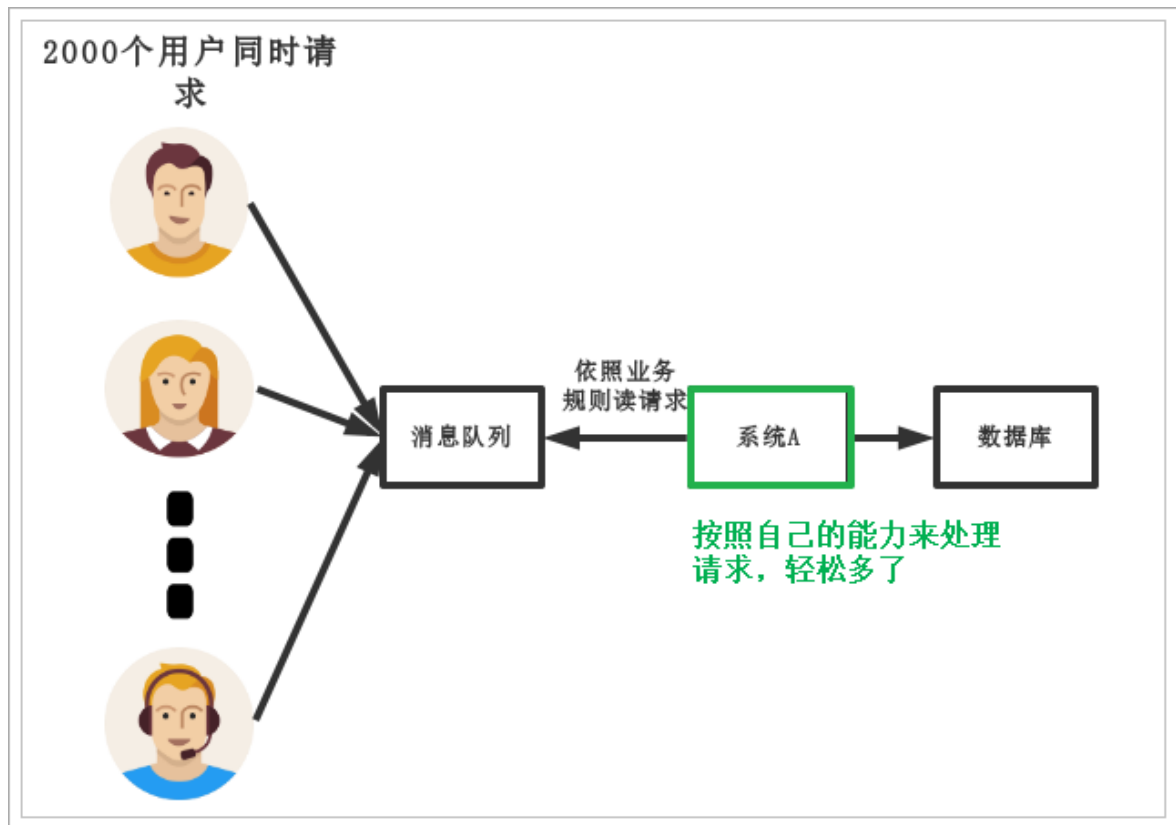 2000个用户同时请
求
依照业务
规则读请求
消息队列
系统A
数据库
按照自己的能力来处理
请求，轻松多了